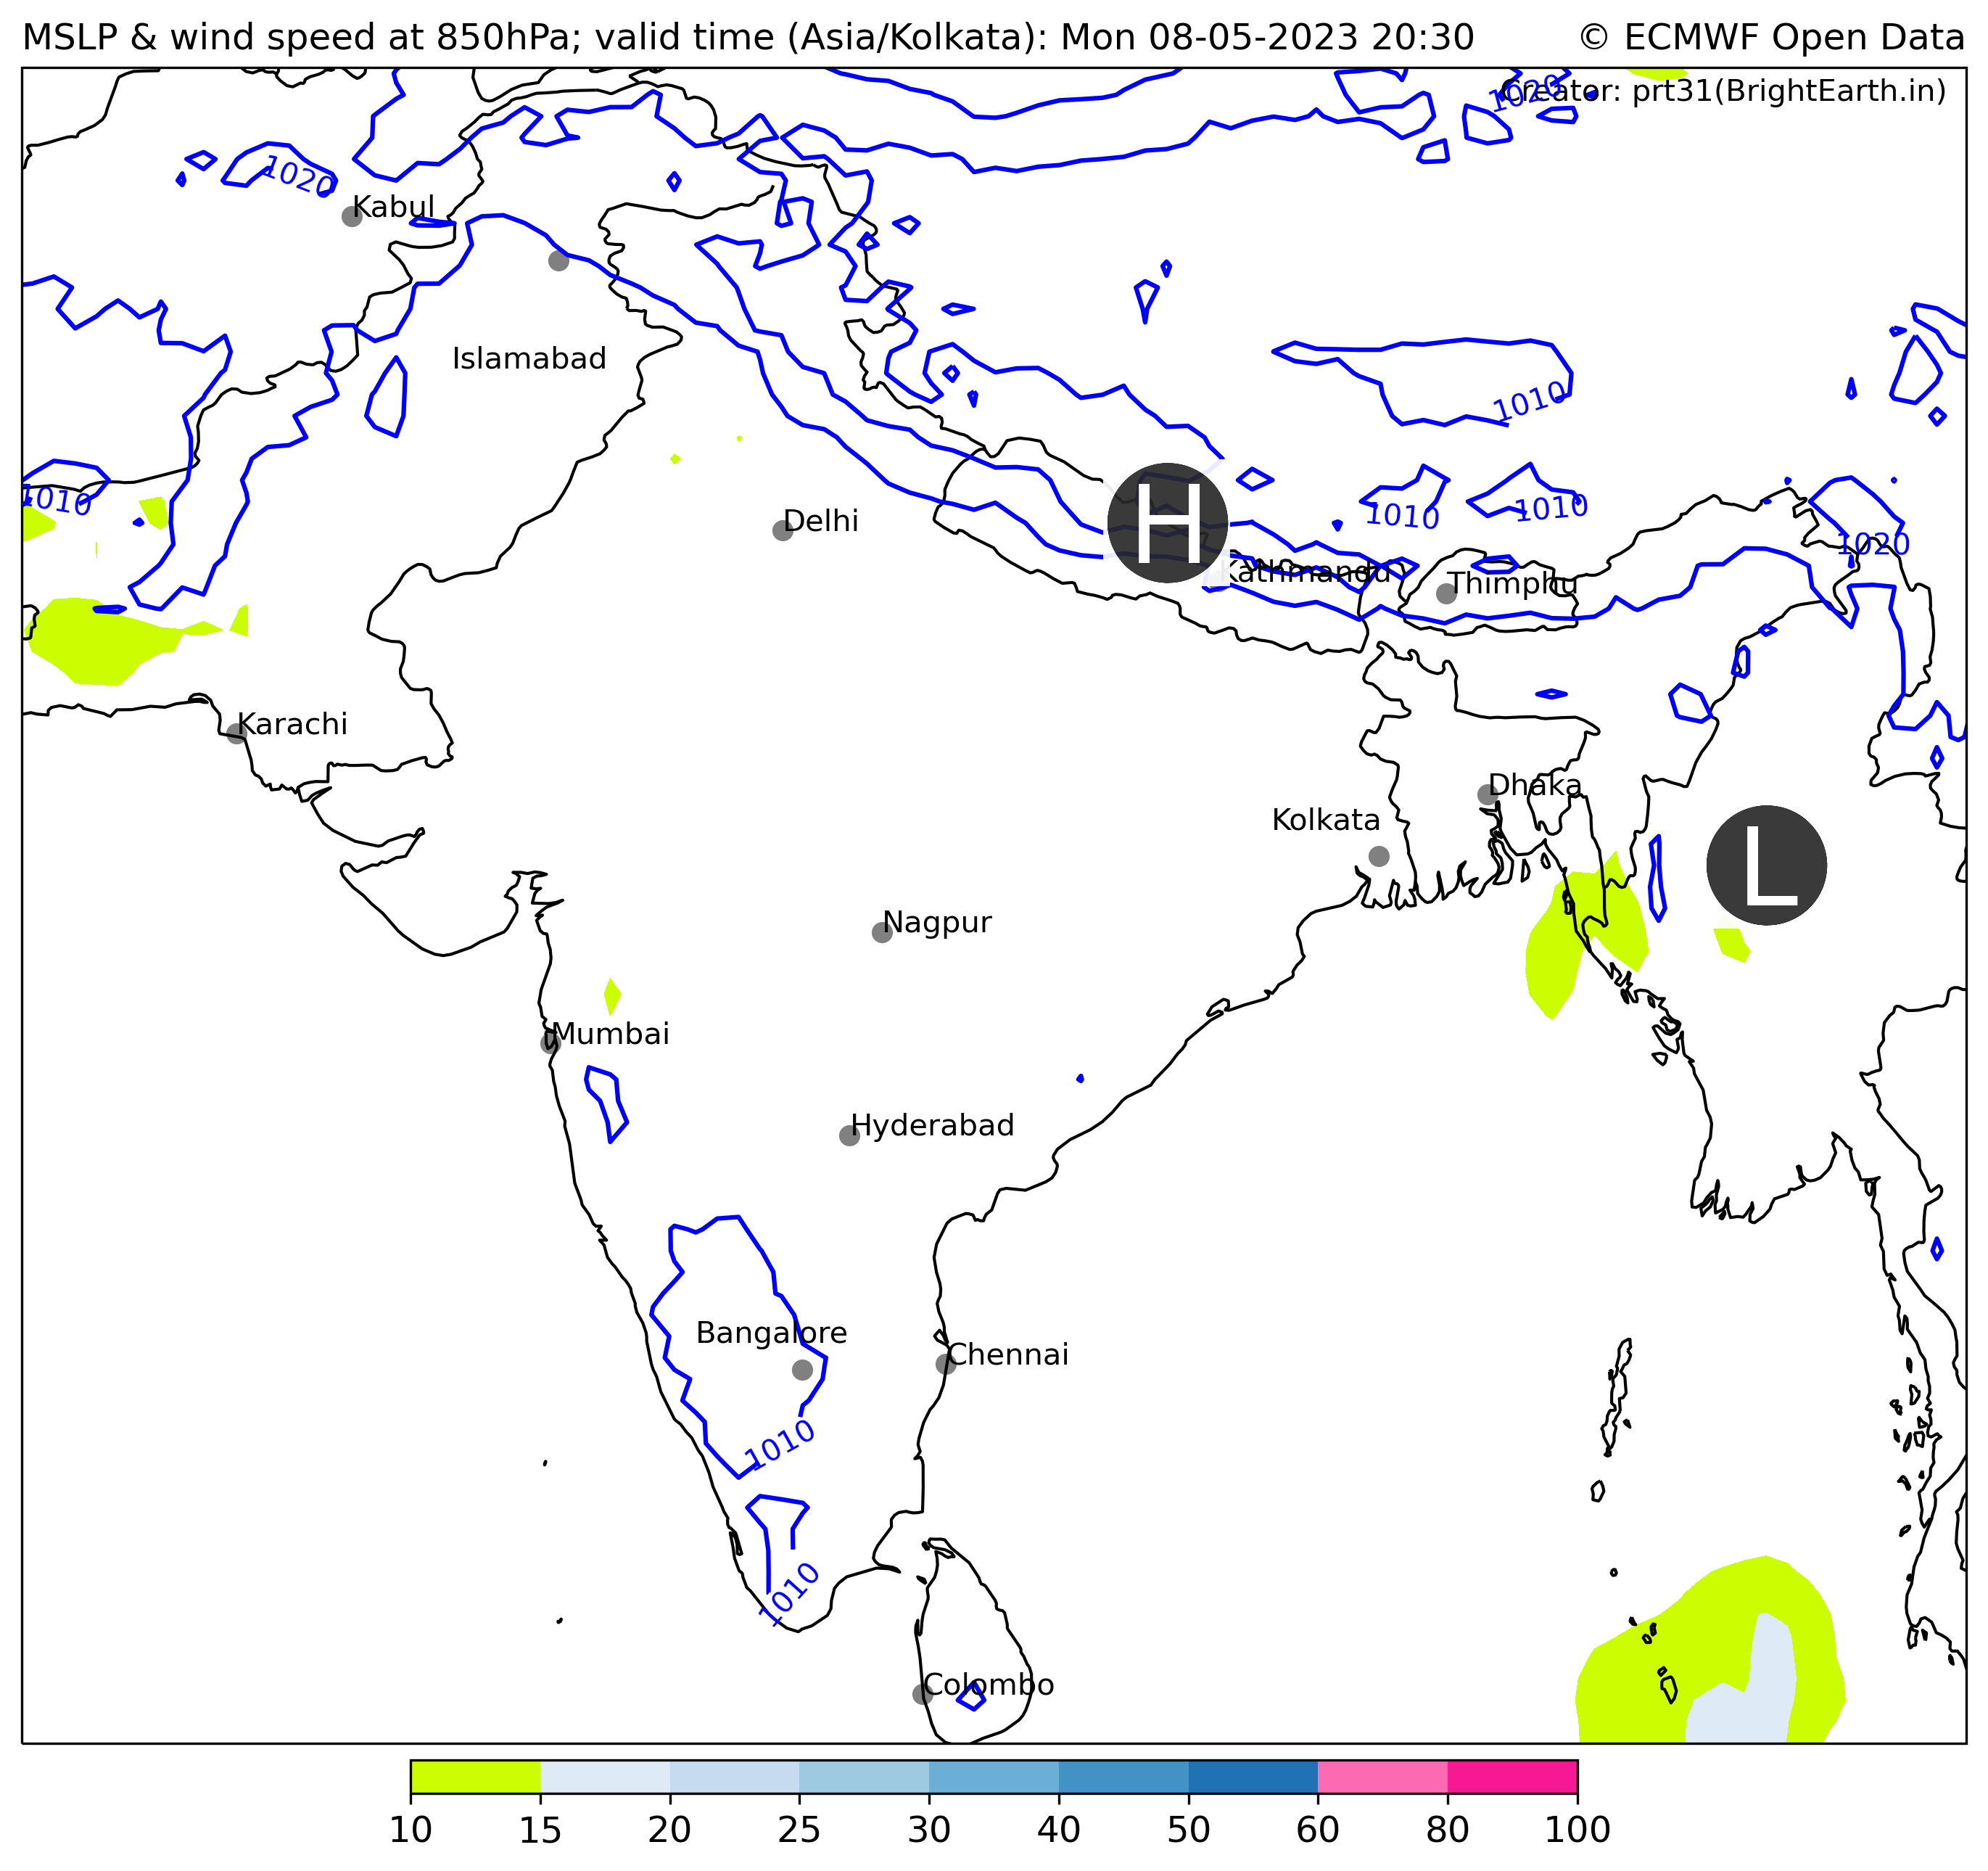 MSLP & wind speed at 850hPa; valid time (Asia/Kolkata): Mon 08-05-2023 20:30
© ECMWF Open Data
1020
Creator: prt31(BrightEarth.in)
1020
Kabul
Islamabad
1010
1010
H
Delhi
1010
1010
1020
Kathmandu
Thimphu
Karachi
Dhaka
Kolkata
L
Nagpur
Mumbai
Hyderabad
Bangalore
Chennai
1010
1010
Colombo
10 15 20 25 30 40 50 60 80 100